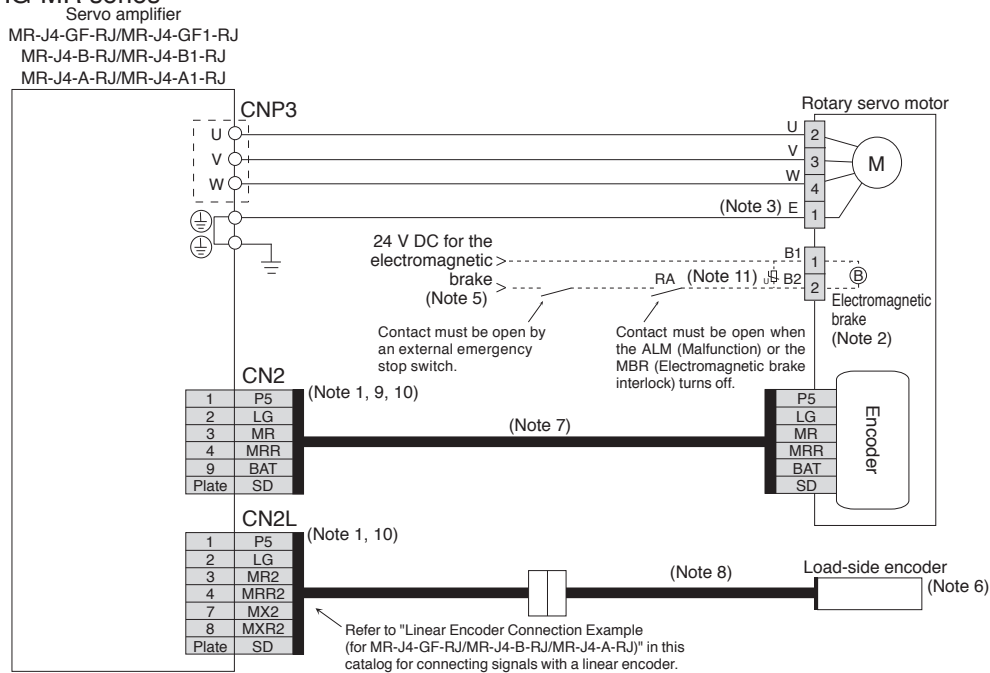 Servo amplifier
MR-J4-GF-RJ/MR-J4-GF1-RJ
MR-J4-B-RJ/MR-J4-B1-RJ
MR-J4-A-RJ/MR-J4-A1-RJ
CNP3
U
V
W
Rotary servo motor
U 2
V 3
W 4
(Note 3) E 1
M
24 V DC for the
electromagnetic
brake
(Note 5)
RA (Note 11)
U
B1 1
B2 2
B
Electromagnetic
brake
(Note 2)
Contact must be open by
an external emergency
stop switch.
Contact must be open when
the ALM (Malfunction) or the
MBR (Electromagnetic brake
interlock) turns off.
CN2
(Note 1, 9, 10)
1 P5
2 LG
3 MR
4 MRR
9 BAT
Plate SD
(Note 7)
P5
LG
MR
MRR
BAT
SD
Encoder
CN2L
(Note 1, 10)
1 P5
2 LG
3 MR2
4 MRR2
7 MX2
8 MXR2
Plate SD
(Note 8)
Load-side encoder
(Note 6)
Refer to "Linear Encoder Connection Example
(for MR-J4-GF-RJ/MR-J4-B-RJ/MR-J4-A-RJ)" in this
catalog for connecting signals with a linear encoder.